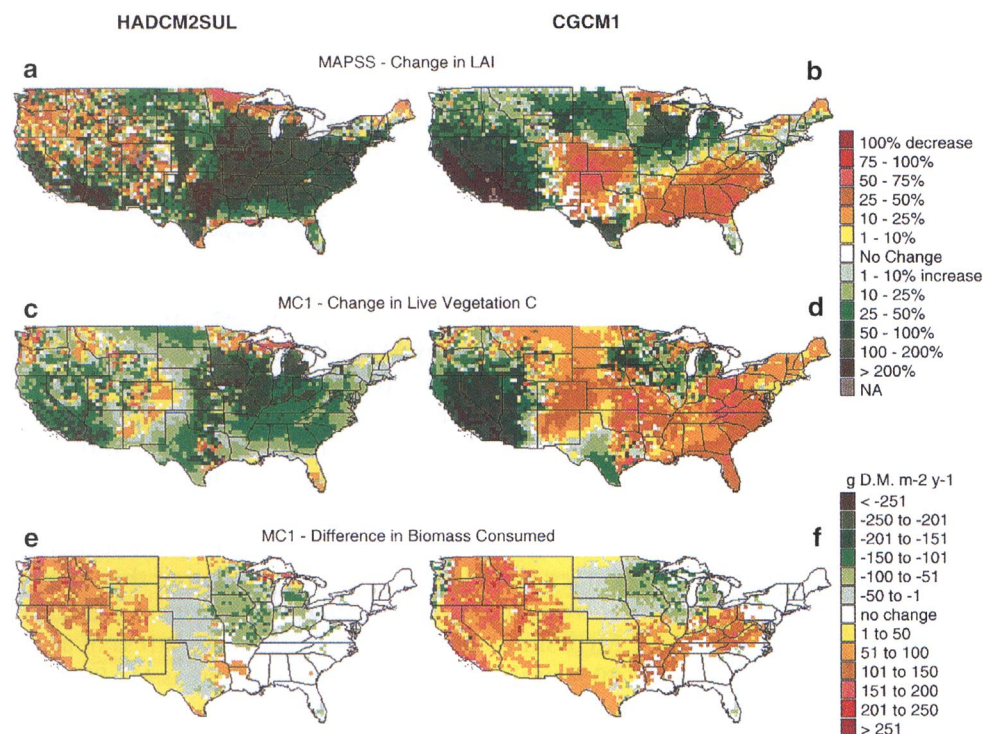 HADCM2SUL
CGCM1
MAPSS - Change in LAI
a
b
100% decrease
75 - 100%
50 - 75%
25 - 50%
10 - 25%
1 - 10%
No Change
1 - 10% increase
10 - 25%
25 - 50%
50 - 100%
100 - 200%
> 200%
NA
MC1 - Change in Live Vegetation C
c
d
g D.M. m-2 y-1
< -251
-250 to -201
-201 to -151
-150 to -101
-100 to -51
-50 to -1
no change
1 to 50
51 to 100
101 to 150
151 to 200
201 to 250
> 251
MC1 - Difference in Biomass Consumed
e
f